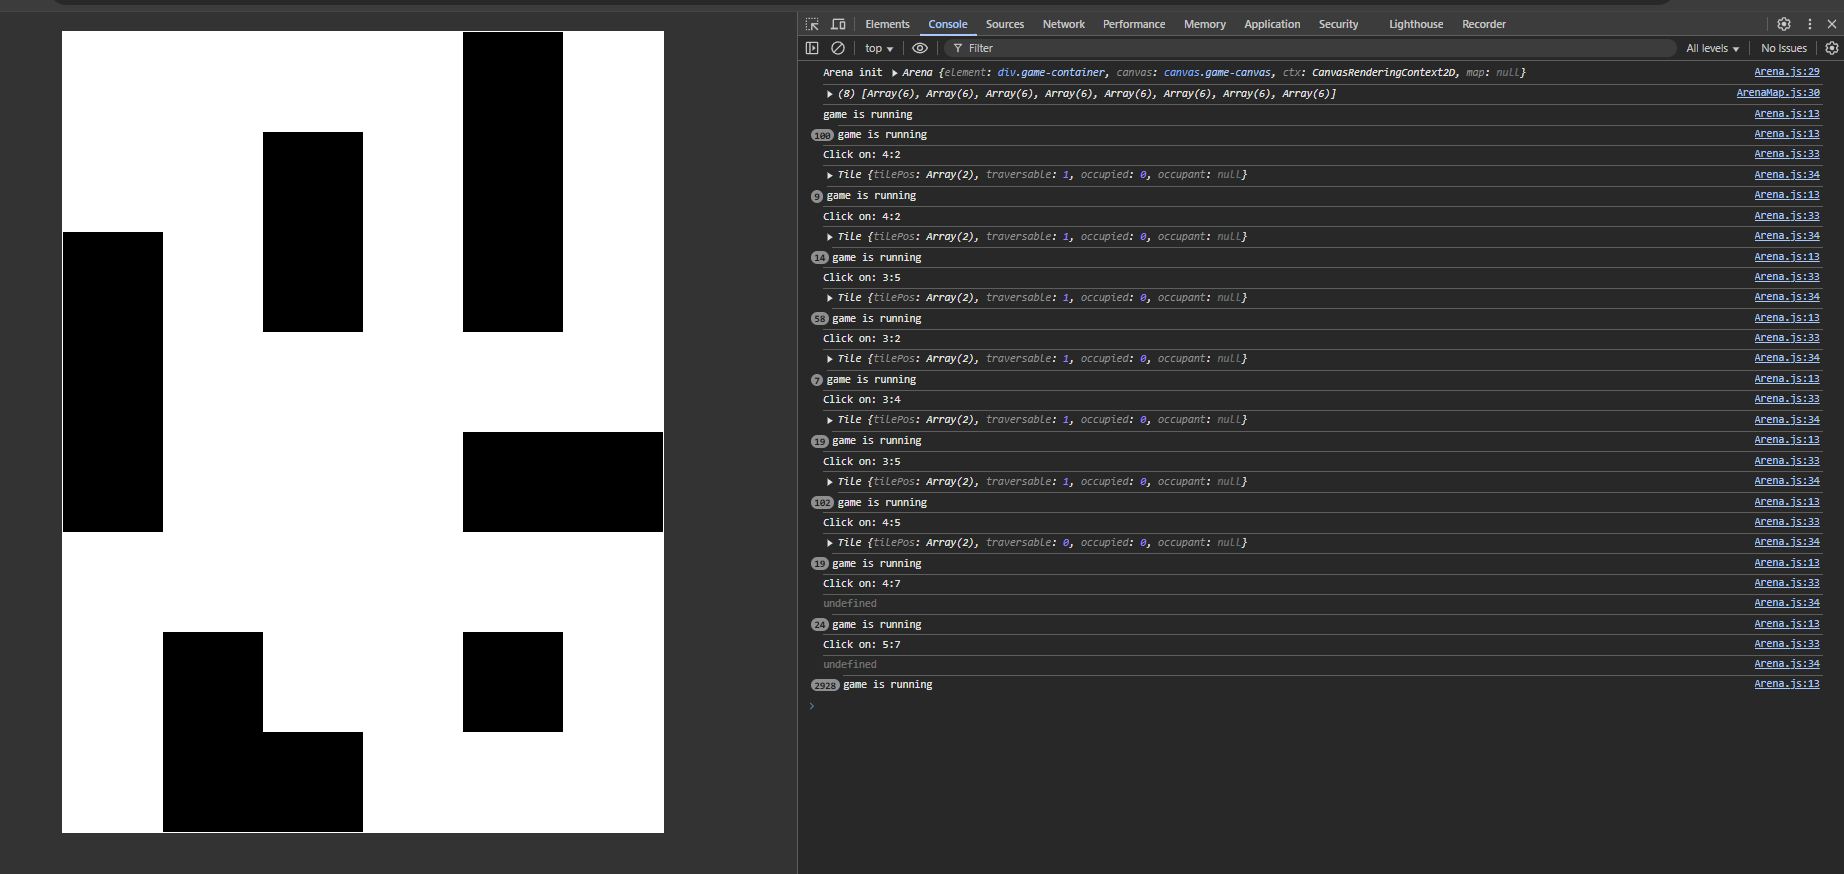 Elements Console Sources Network Performance Memory Application Security Lighthouse Recorder
top Filter All levels No Issues
Arena init Arena {element: div.game-container, canvas: canvas.game-canvas, ctx: CanvasRenderingContext2D, map: null} Arena.js:29
(8) [Array(6), Array(6), Array(6), Array(6), Array(6), Array(6), Array(6), Array(6)] ArenaMap.js:30
game is running Arena.js:13
100 game is running Arena.js:13
Click on: 4:2 Arena.js:33
Tile {tilePos: Array(2), traversable: 1, occupied: 0, occupant: null} Arena.js:34
9 game is running Arena.js:13
Click on: 4:2 Arena.js:33
Tile {tilePos: Array(2), traversable: 1, occupied: 0, occupant: null} Arena.js:34
14 game is running Arena.js:13
Click on: 3:5 Arena.js:33
Tile {tilePos: Array(2), traversable: 1, occupied: 0, occupant: null} Arena.js:34
58 game is running Arena.js:13
Click on: 3:2 Arena.js:33
Tile {tilePos: Array(2), traversable: 1, occupied: 0, occupant: null} Arena.js:34
7 game is running Arena.js:13
Click on: 3:4 Arena.js:33
Tile {tilePos: Array(2), traversable: 1, occupied: 0, occupant: null} Arena.js:34
19 game is running Arena.js:13
Click on: 3:5 Arena.js:33
Tile {tilePos: Array(2), traversable: 1, occupied: 0, occupant: null} Arena.js:34
102 game is running Arena.js:13
Click on: 4:5 Arena.js:33
Tile {tilePos: Array(2), traversable: 0, occupied: 0, occupant: null} Arena.js:34
19 game is running Arena.js:13
Click on: 4:7 Arena.js:33
undefined Arena.js:34
24 game is running Arena.js:13
Click on: 5:7 Arena.js:33
undefined Arena.js:34
2928 game is running Arena.js:13